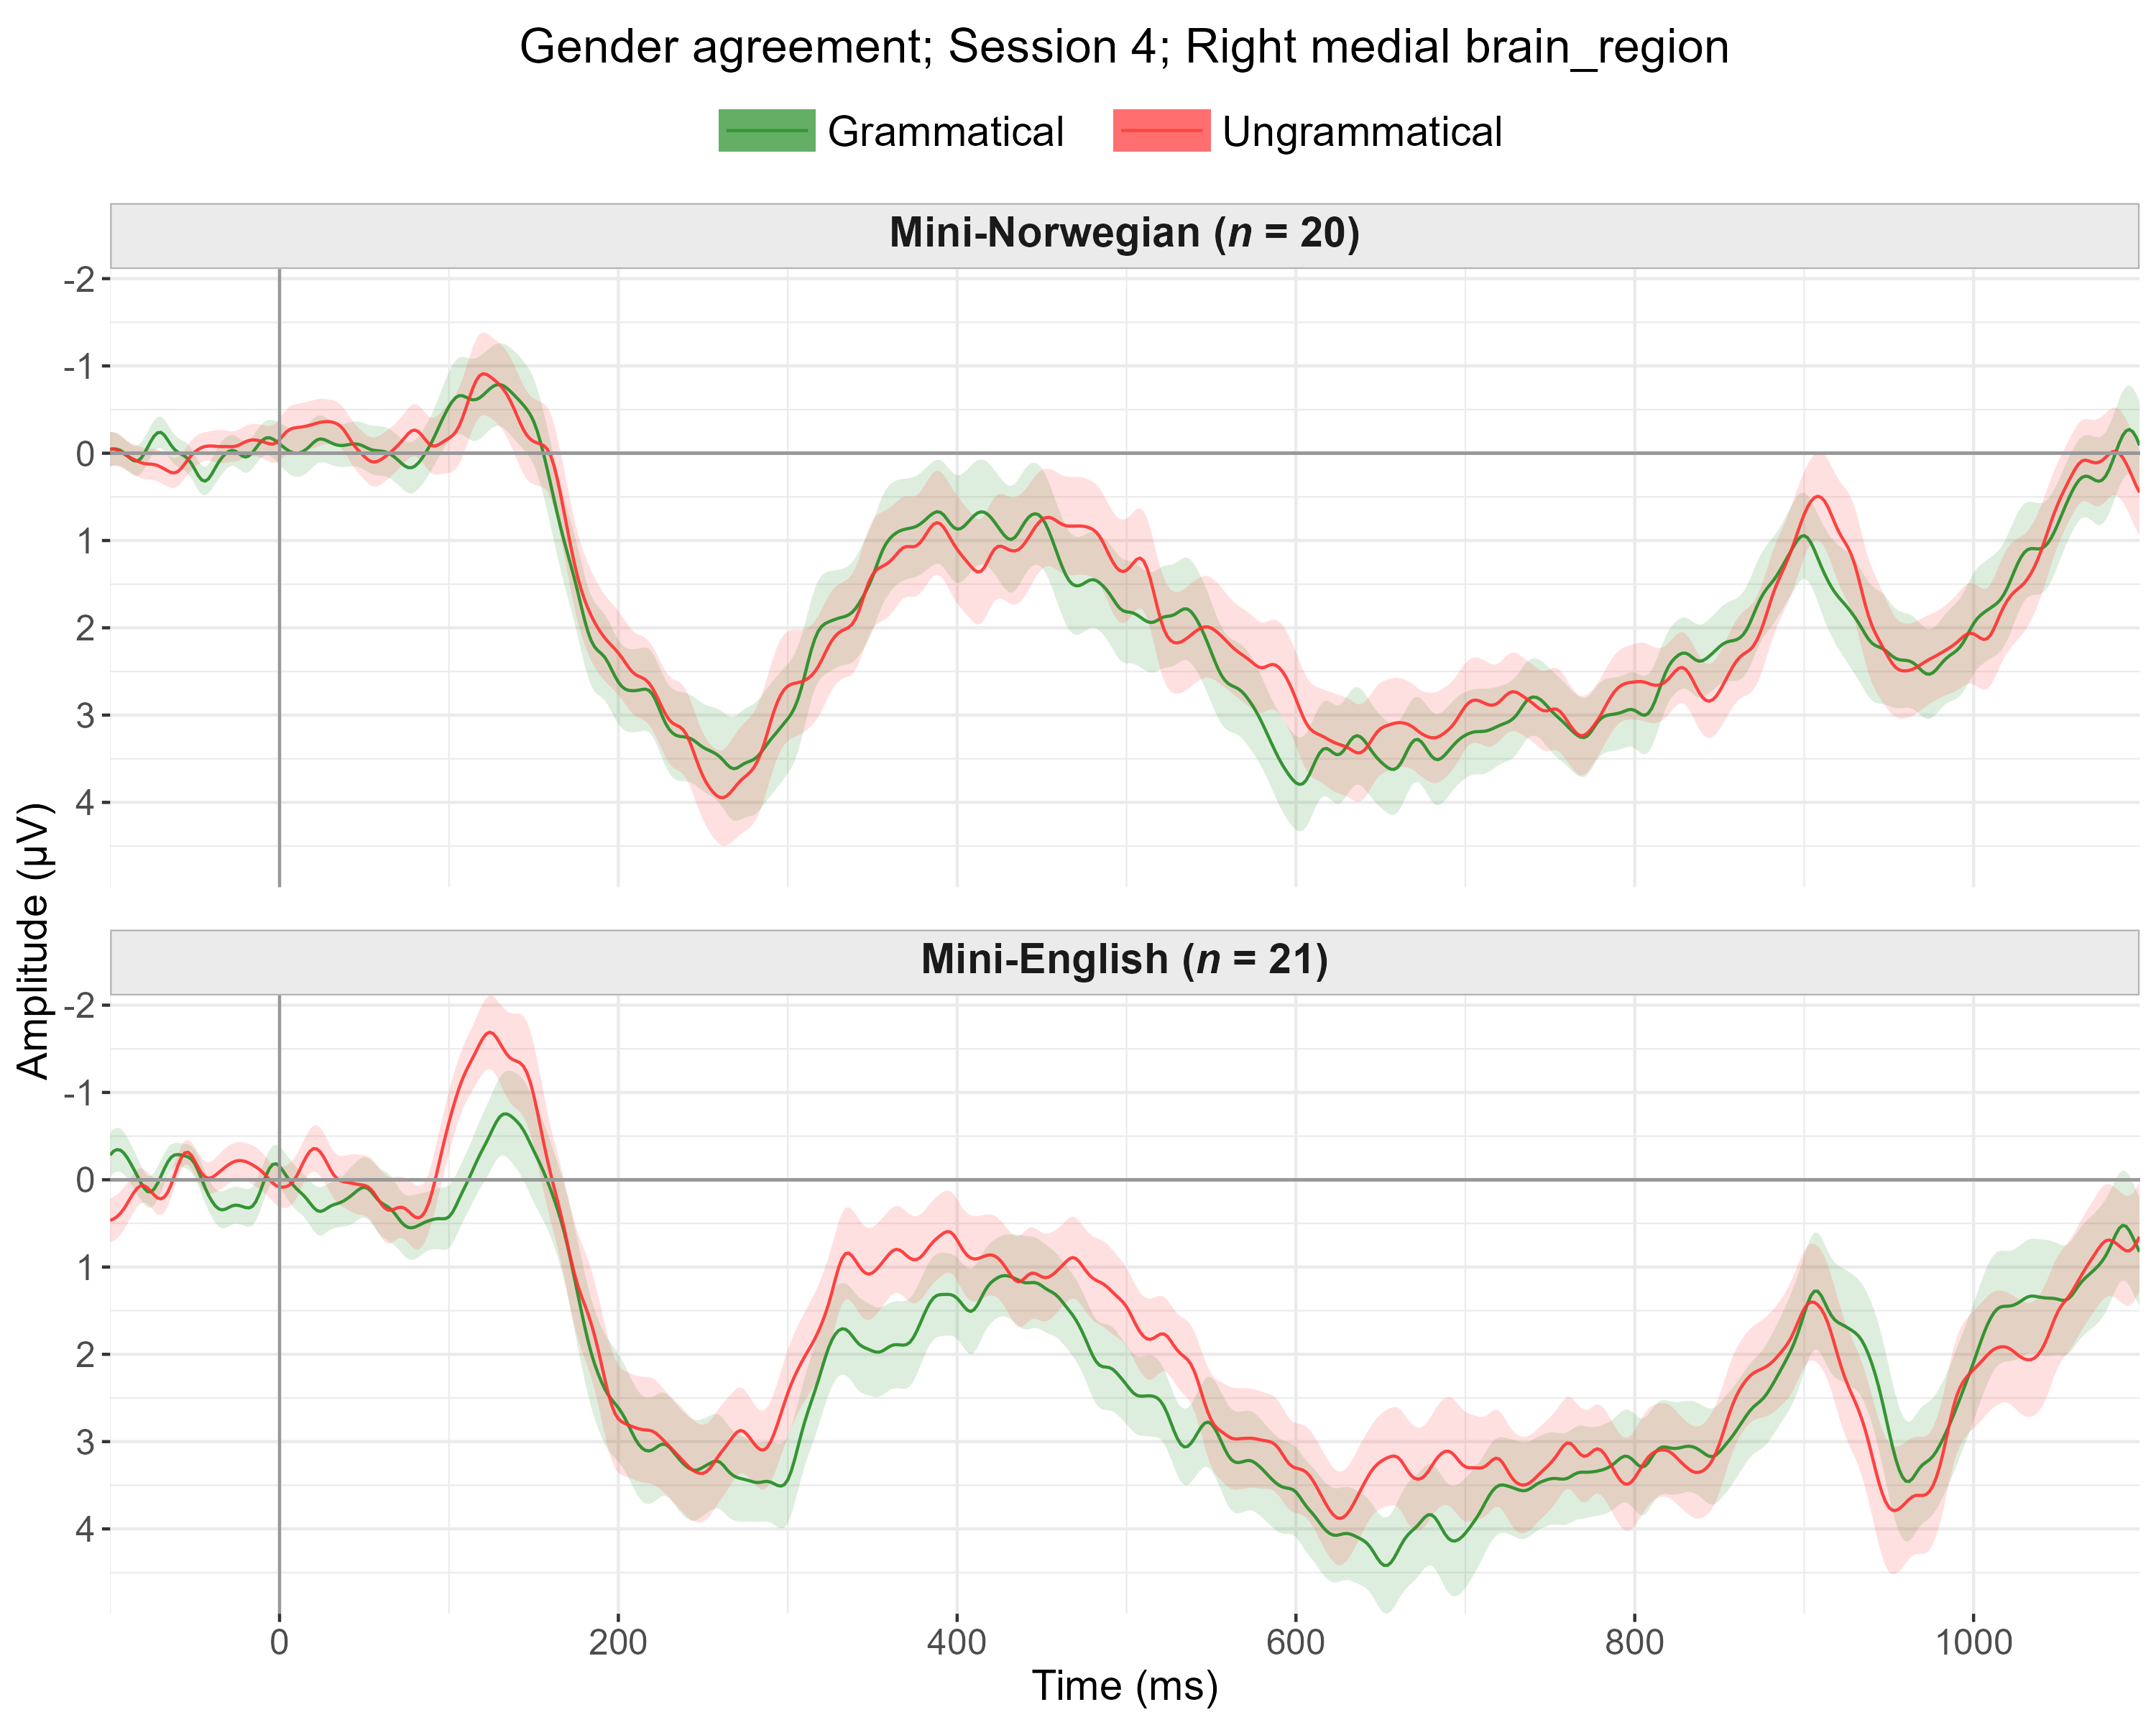 Gender agreement; Session 4; Right medial brain_region
Grammatical Ungrammatical
Mini-Norwegian (n = 20)
-2
-1
0
1
2
3
4
Amplitude (µV)
Mini-English (n = 21)
-2
-1
0
1
2
3
4
0 200 400 600 800 1000
Time (ms)